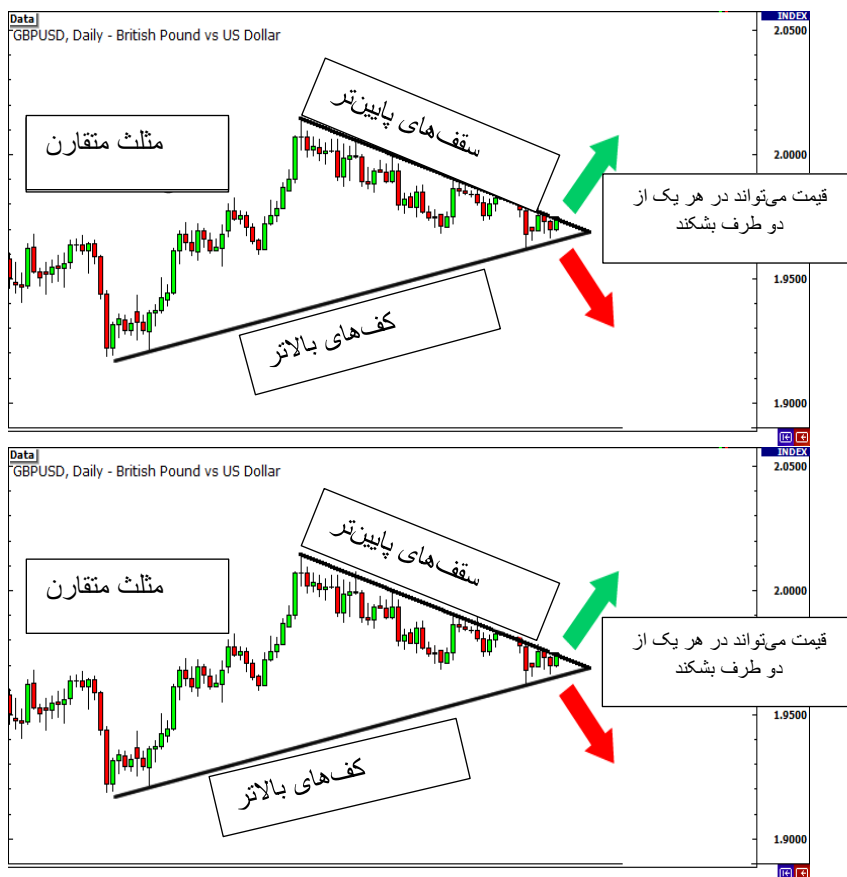 Data
INDEX
GBPUSD, Daily - British Pound vs US Dollar
2.0500
سقف‌های پایین‌تر
مثلث متقارن
2.0000
قیمت می‌تواند در هر یک از
دو طرف بشکند
1.9500
کف‌های بالاتر
1.9000
Data
INDEX
GBPUSD, Daily - British Pound vs US Dollar
2.0500
سقف‌های پایین‌تر
مثلث متقارن
2.0000
قیمت می‌تواند در هر یک از
دو طرف بشکند
1.9500
کف‌های بالاتر
1.9000